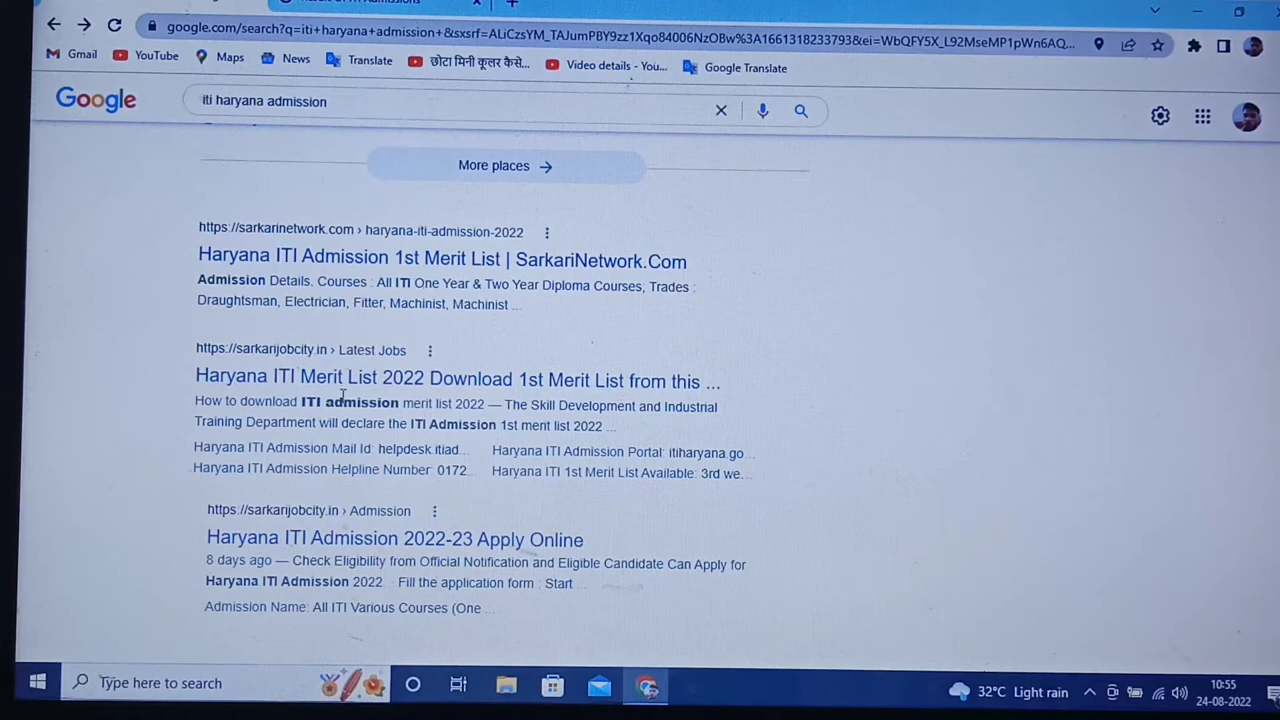 google.com/search?q=iti+haryana+admission+&sxsrf=ALiCzsYM_TAJumPBY9zz1Xqo84006NzOBw%3A1661318233793&ei=WbQFY5X_L92MseMP1pWn6AQ...
Gmail YouTube Maps News Translate छोटा मिनी कूलर कैसे... Video details - You... Google Translate
Google iti haryana admission
More places →
https://sarkarinetwork.com › haryana-iti-admission-2022
Haryana ITI Admission 1st Merit List | SarkariNetwork.Com
Admission Details. Courses : All ITI One Year & Two Year Diploma Courses, Trades :
Draughtsman, Electrician, Fitter, Machinist, Machinist ...
https://sarkarijobcity.in › Latest Jobs
Haryana ITI Merit List 2022 Download 1st Merit List from this ...
How to download ITI admission merit list 2022 — The Skill Development and Industrial
Training Department will declare the ITI Admission 1st merit list 2022 ...
Haryana ITI Admission Mail Id: helpdesk.itiad... Haryana ITI Admission Portal: itiharyana.go...
Haryana ITI Admission Helpline Number: 0172... Haryana ITI 1st Merit List Available: 3rd we...
https://sarkarijobcity.in › Admission
Haryana ITI Admission 2022-23 Apply Online
8 days ago — Check Eligibility from Official Notification and Eligible Candidate Can Apply for
Haryana ITI Admission 2022 · Fill the application form : Start ...
Admission Name: All ITI Various Courses (One ...
Type here to search 32°C Light rain 10:55
24-08-2022